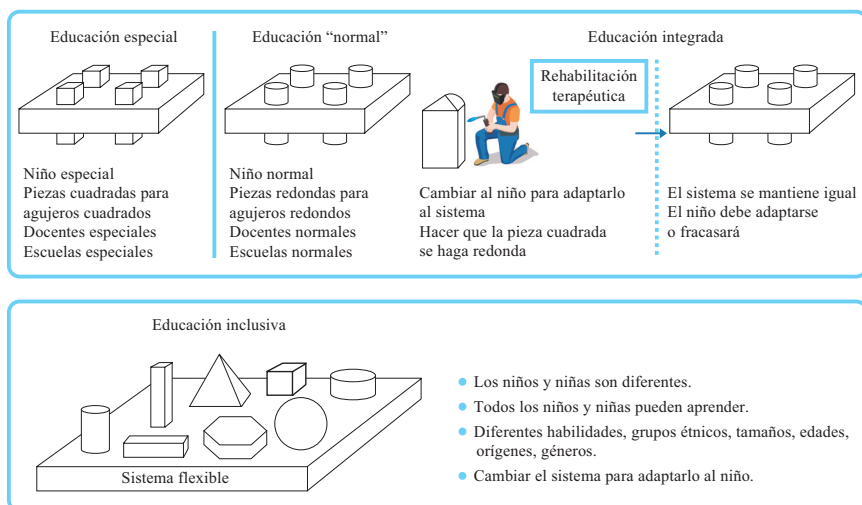 Educación especial
Niño especial
Piezas cuadradas para
agujeros cuadrados
Docentes especiales
Escuelas especiales
Educación “normal”
Niño normal
Piezas redondas para
agujeros redondos
Docentes normales
Escuelas normales
Educación integrada
Rehabilitación
terapéutica
Cambiar al niño para adaptarlo
al sistema
Hacer que la pieza cuadrada
se haga redonda
El sistema se mantiene igual
El niño debe adaptarse
o fracasará
Educación inclusiva
Sistema flexible
● Los niños y niñas son diferentes.
● Todos los niños y niñas pueden aprender.
● Diferentes habilidades, grupos étnicos, tamaños, edades,
orígenes, géneros.
● Cambiar el sistema para adaptarlo al niño.